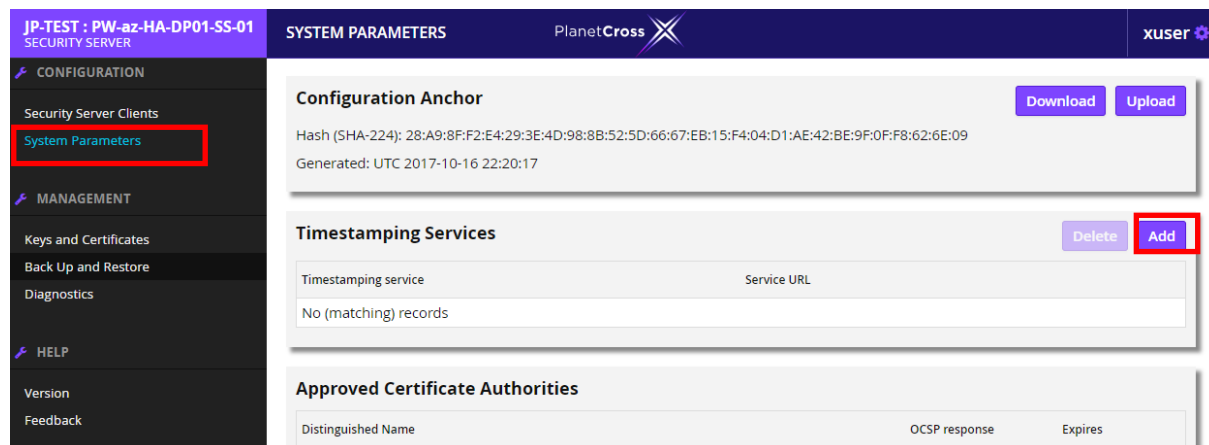 JP-TEST : PW-az-HA-DP01-SS-01
SECURITY SERVER
SYSTEM PARAMETERS
PlanetCross
xuser
CONFIGURATION
Security Server Clients
System Parameters
MANAGEMENT
Keys and Certificates
Back Up and Restore
Diagnostics
HELP
Version
Feedback
Configuration Anchor
Download
Upload
Hash (SHA-224): 28:A9:8F:F2:E4:29:3E:4D:98:8B:52:5D:66:67:EB:15:F4:04:D1:AE:42:BE:9F:0F:F8:62:6E:09
Generated: UTC 2017-10-16 22:20:17
Timestamping Services
Delete
Add
Timestamping service
Service URL
No (matching) records
Approved Certificate Authorities
Distinguished Name
OCSP response
Expires